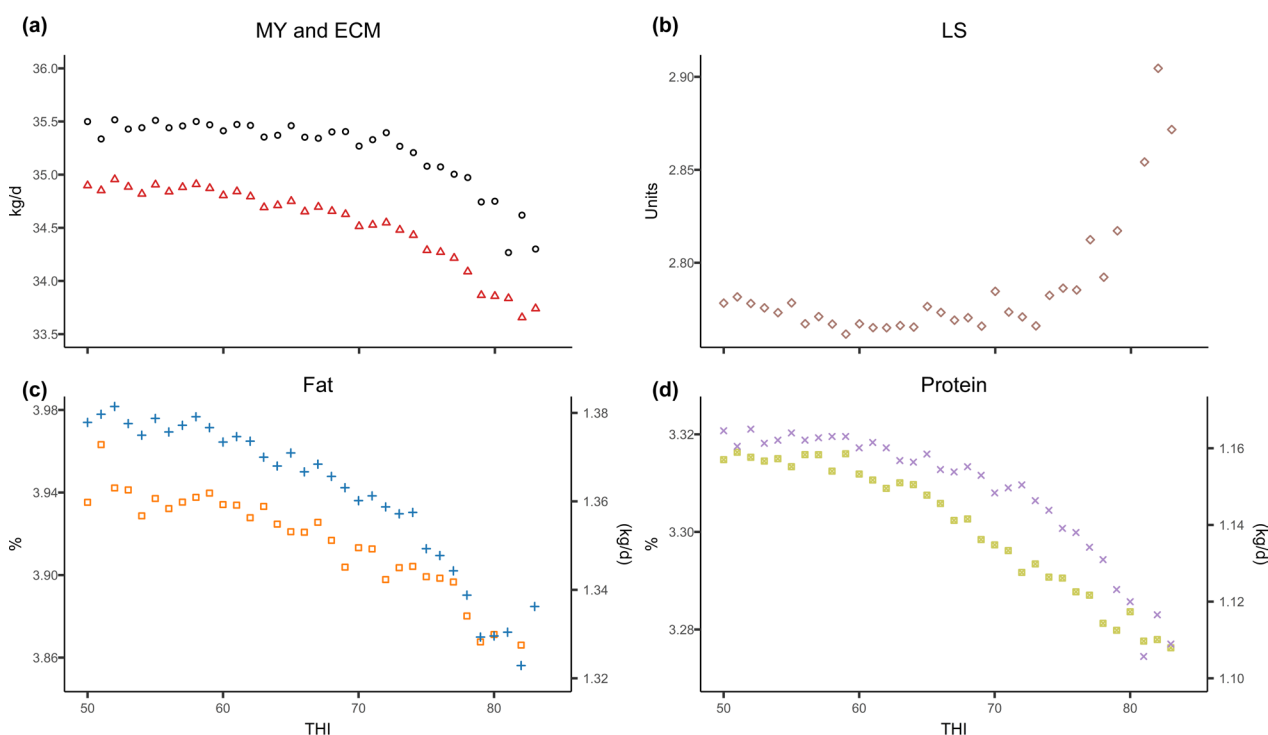 (a)
MY and ECM
36.0
35.5
35.0
34.5
34.0
33.5
kg/d
(b)
LS
2.90
2.85
2.80
Units
(c)
Fat
3.98
3.94
3.90
3.86
%
1.38
1.36
1.34
1.32
(kg/d)
50 60 70 80
THI
(d)
Protein
3.32
3.30
3.28
%
1.16
1.14
1.12
1.10
(kg/d)
50 60 70 80
THI